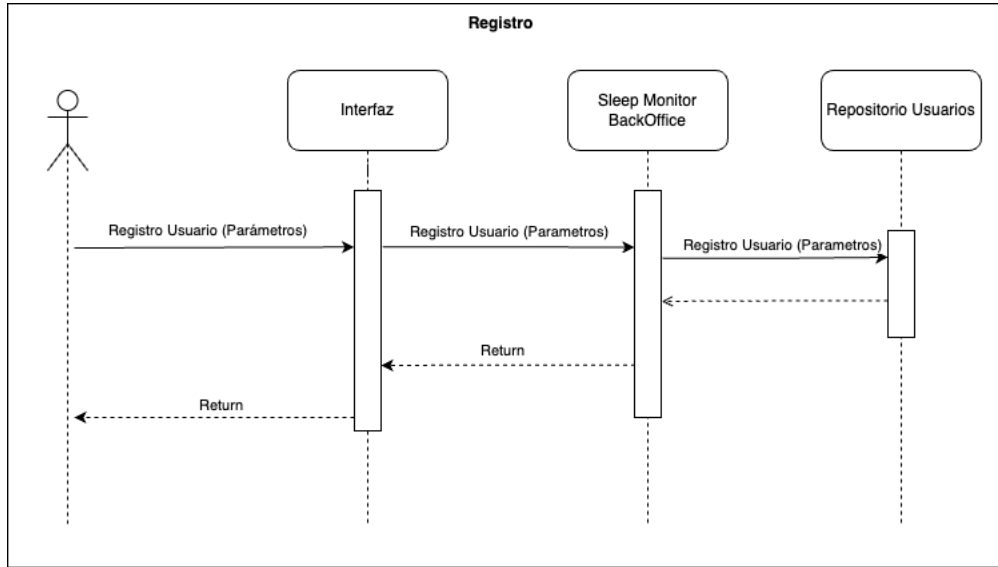 Registro
Interfaz
Sleep Monitor
BackOffice
Repositorio Usuarios
Registro Usuario (Parámetros)
Registro Usuario (Parametros)
Registro Usuario (Parametros)
Return
Return